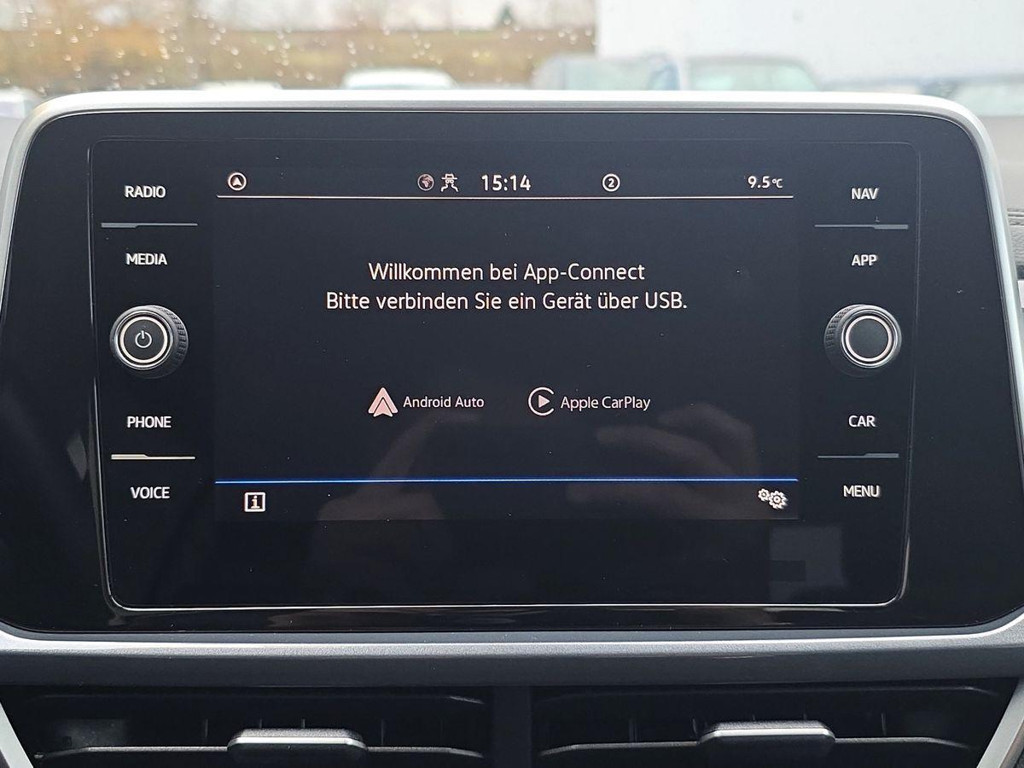 15:14 2 9.5°C
RADIO
MEDIA
PHONE
VOICE
Willkommen bei App-Connect
Bitte verbinden Sie ein Gerät über USB.
Android Auto Apple CarPlay
i
NAV
APP
CAR
MENU